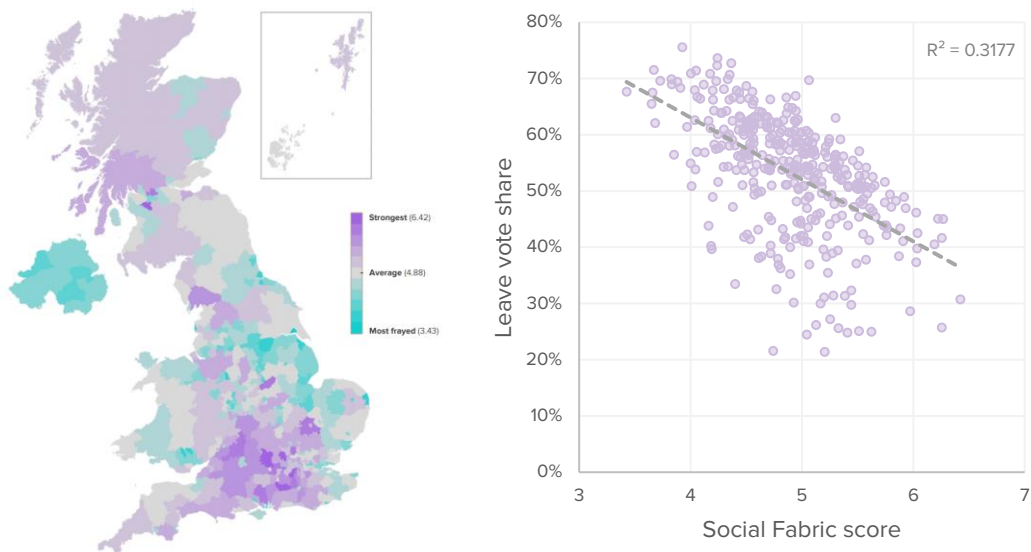 Strongest (6.42)
Average (4.88)
Most frayed (3.43)
R² = 0.3177
Leave vote share
80%
70%
60%
50%
40%
30%
20%
10%
0%
3 4 5 6 7
Social Fabric score